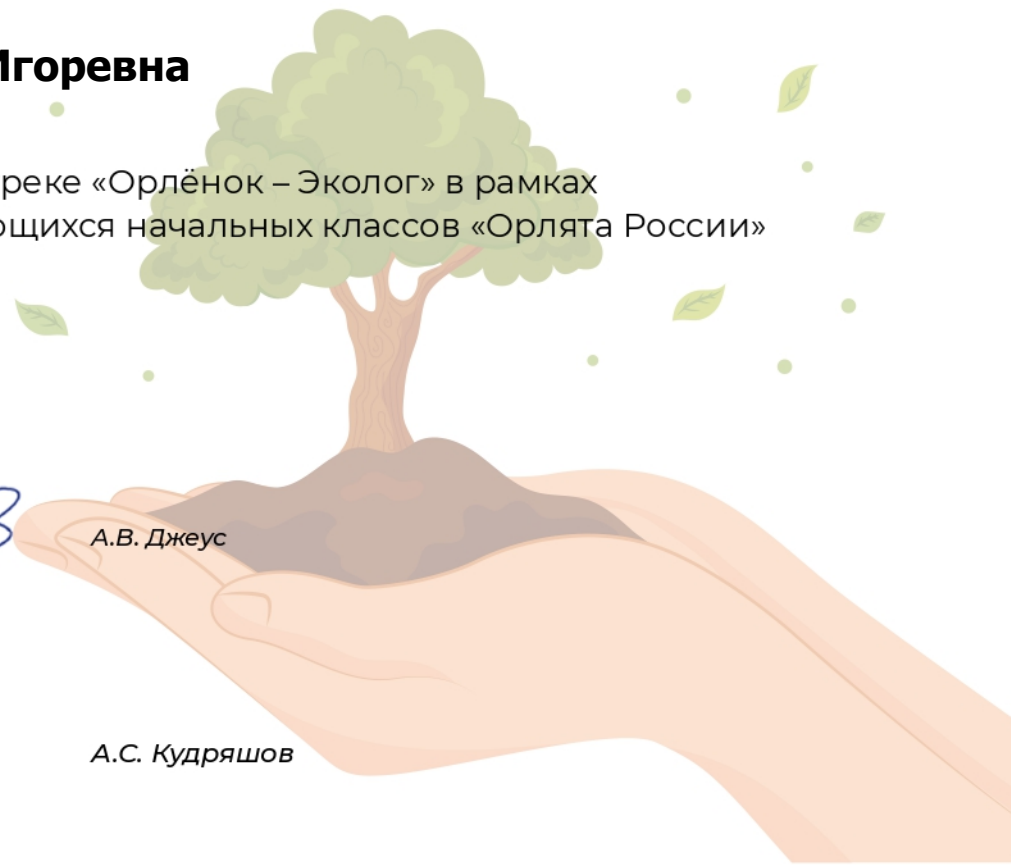 Игоревна
реке «Орлёнок – Эколог» в рамках
ющихся начальных классов «Орлята России»
А.В. Джеус
А.С. Кудряшов